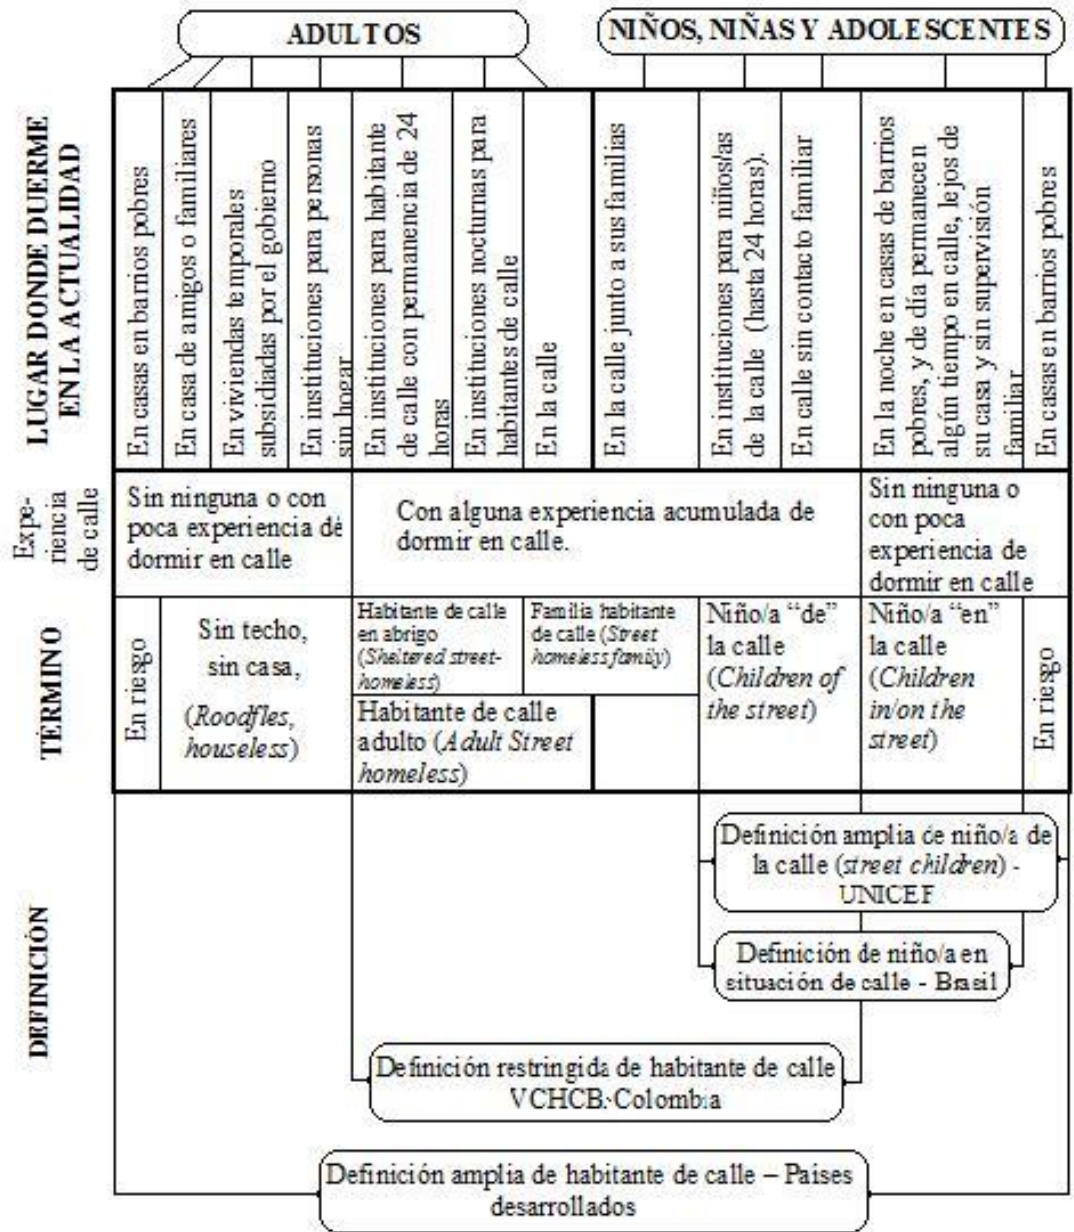 ADULTOS
NIÑOS, NIÑAS Y ADOLESCENTES
LUGAR DONDE DUERME
EN LA ACTUALIDAD
En casas en barrios pobres
En casa de amigos o familiares
En viviendas temporales
subsidiadas por el gobierno
En instituciones para personas
sin hogar
En instituciones para habitante
de calle con permanencia de 24
horas
En instituciones nocturnas para
habitantes de calle
En la calle
En la calle junto a sus familias
En instituciones para niños/as
de la calle (hasta 24 horas).
En calle sin contacto familiar
En la noche en casas de barrios
pobres, y de día permanecen
algún tiempo en calle, lejos de
su casa y sin supervisión
familiar
En casas en barrios pobres
Expe-
riencia
de calle
Sin ninguna o con
poca experiencia de
dormir en calle
Con alguna experiencia acumulada de
dormir en calle.
Sin ninguna o
con poca
experiencia de
dormir en calle
TÉRMINO
En riesgo
Sin techo,
sin casa,
(Roodfles,
houseless)
Habitante de calle
en abrigo
(Sheltered street-
homeless)
Familia habitante
de calle (Street
homeless family)
Habitante de calle
adulto (Adult Street
homeless)
Niño/a “de”
la calle
(Children of
the street)
Niño/a “en”
la calle
(Children
in/on the
street)
En riesgo
DEFINICIÓN
Definición amplia de niño/a de
la calle (street children) -
UNICEF
Definición de niño/a en
situación de calle - Brasil
Definición restringida de habitante de calle
VCHCB.Colombia
Definición amplia de habitante de calle – Países
desarrollados